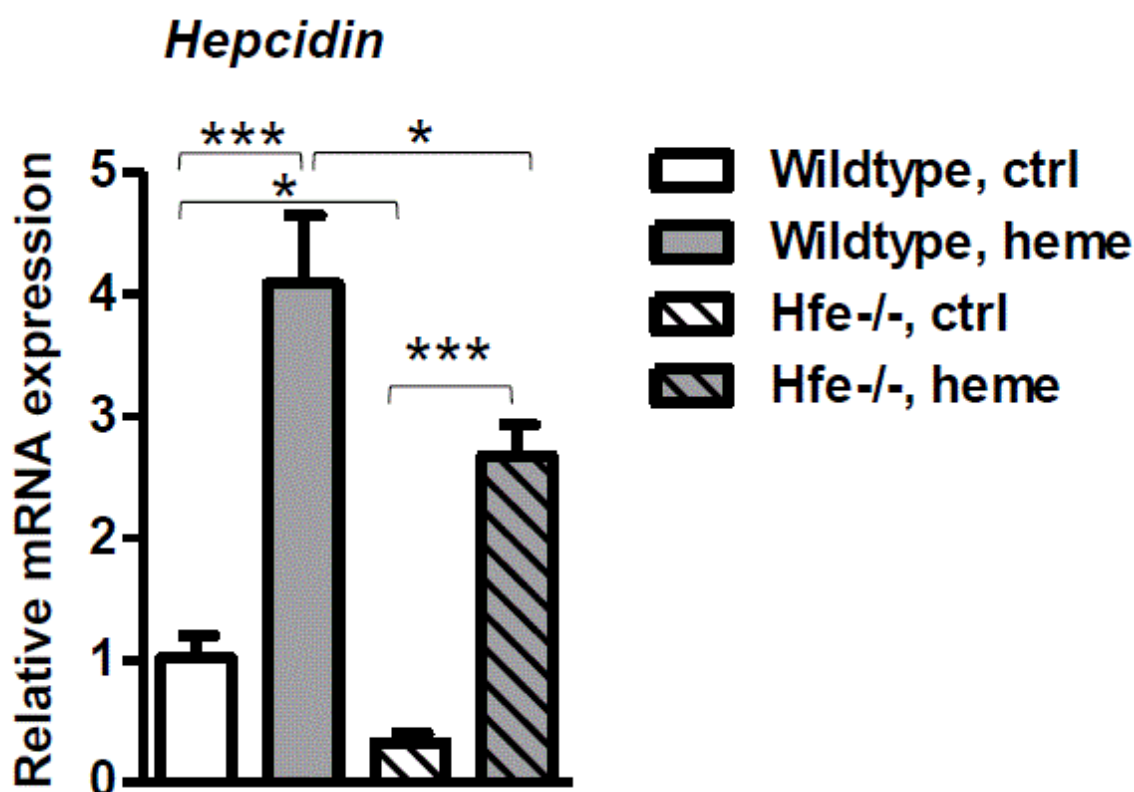 Hepcidin
***
*
*
***
Relative mRNA expression
5
4
3
2
1
0
Wildtype, ctrl
Wildtype, heme
Hfe-/-, ctrl
Hfe-/-, heme